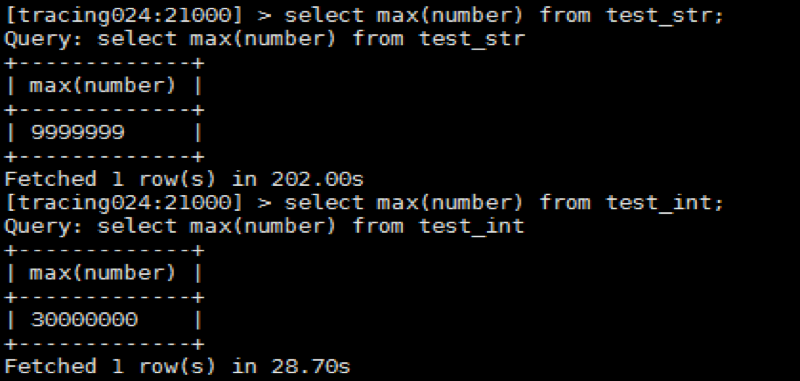 [tracing024:21000] > select max(number) from test_str;
Query: select max(number) from test_str
+-------------+
| max(number) |
+-------------+
| 9999999     |
+-------------+
Fetched 1 row(s) in 202.00s
[tracing024:21000] > select max(number) from test_int;
Query: select max(number) from test_int
+-------------+
| max(number) |
+-------------+
| 30000000    |
+-------------+
Fetched 1 row(s) in 28.70s